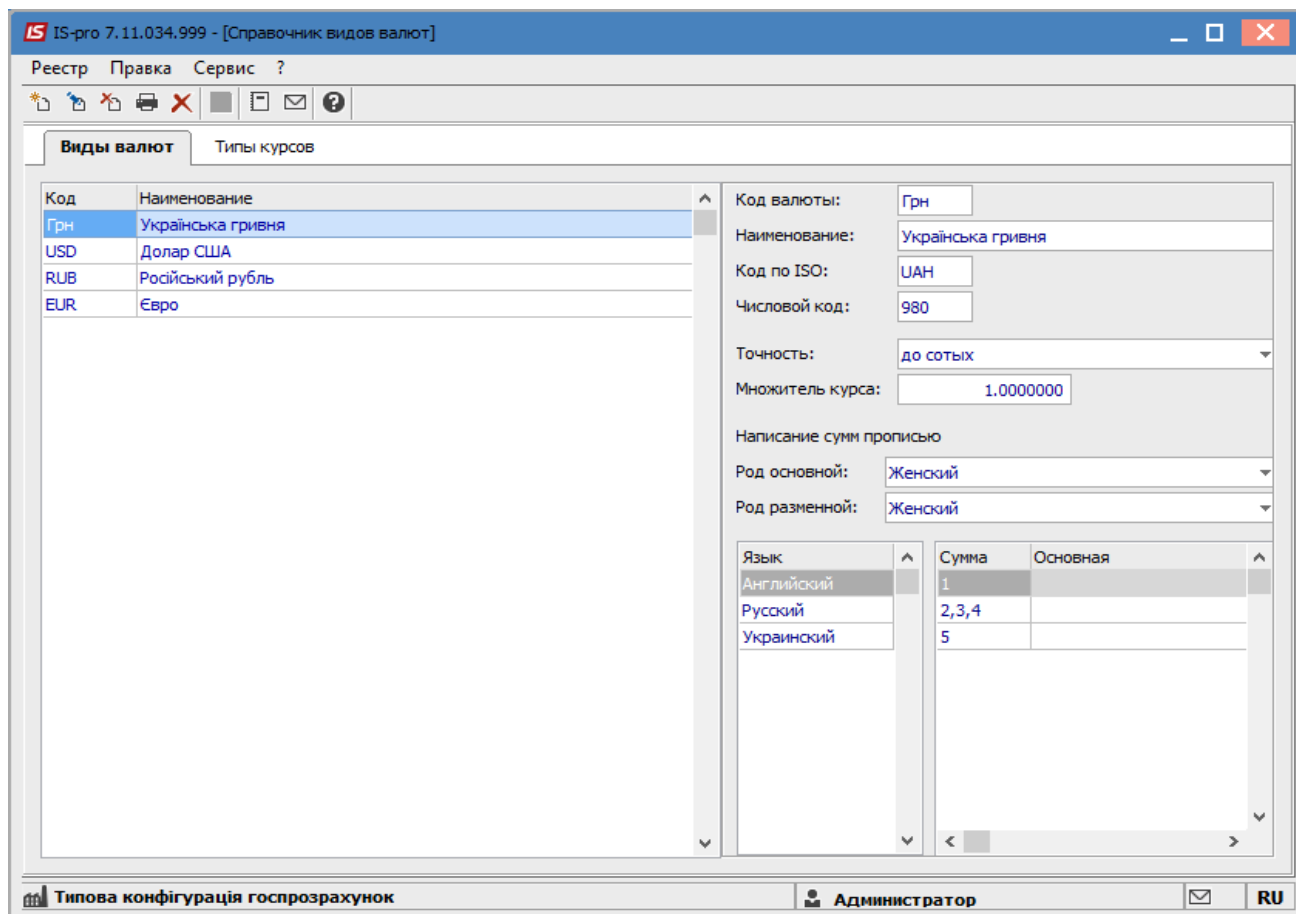 IS IS-pro 7.11.034.999 - [Справочник видов валют]
Реестр Правка Сервис ?
Виды валют Типы курсов
Код Наименование
Грн Українська гривня
USD Долар США
RUB Російський рубль
EUR Євро
Код валюты: Грн
Наименование: Українська гривня
Код по ISO: UAH
Числовой код: 980
Точность: до сотых
Множитель курса: 1.0000000
Написание сумм прописью
Род основной: Женский
Род разменной: Женский
Язык
Английский
Русский
Украинский
Сумма Основная
1
2,3,4
5
Типова конфігурація госпрозрахунок Администратор RU